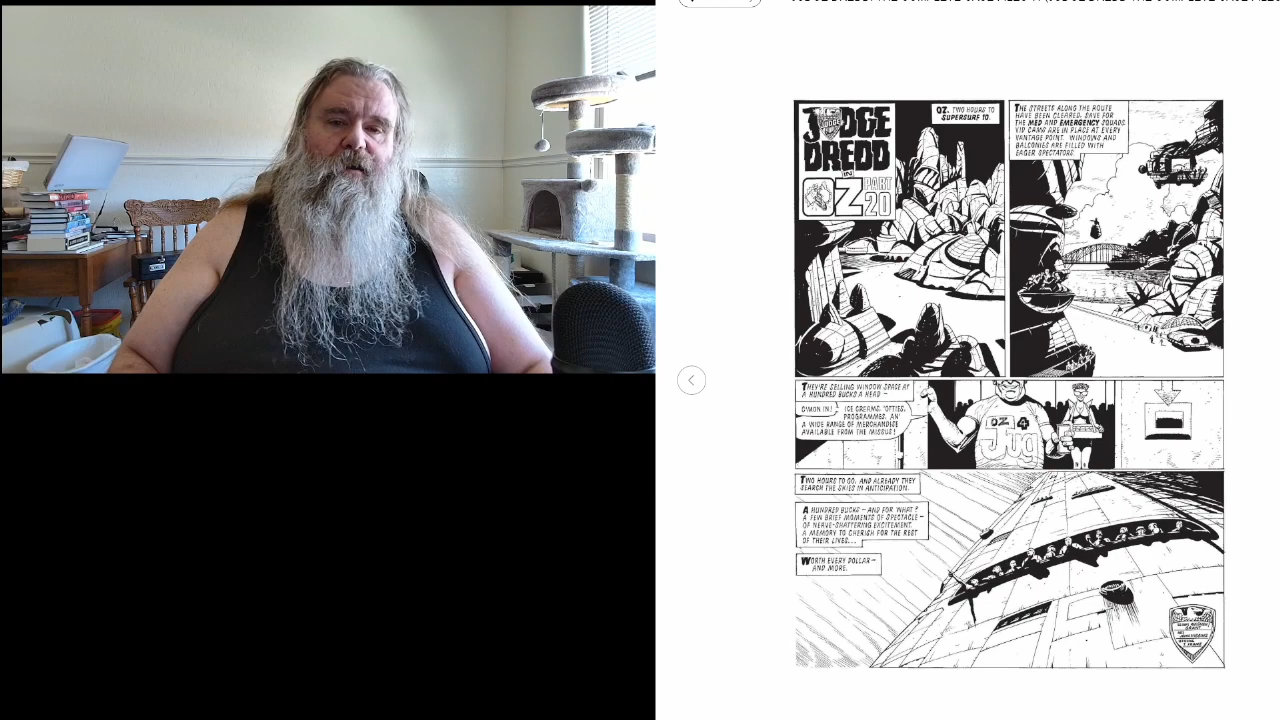 JUDGE
DREDD
IN
OZ PART
20
OZ. TWO HOURS TO
SUPERSURF 10.
THE STREETS ALONG THE ROUTE
HAVE BEEN CLEARED, SAVE FOR
THE MED AND EMERGENCY SQUADS.
VID CAMS ARE IN PLACE AT EVERY
VANTAGE POINT. WINDOWS AND
BALCONIES ARE FILLED WITH
EAGER SPECTATORS.
THEY'RE SELLING WINDOW SPACE AT
A HUNDRED BUCKS A HEAD —
C'MON IN! ICE CREAMS, 'OTTIES,
PROGRAMMES, AN'
A WIDE RANGE OF MERCHANDISE
AVAILABLE FROM THE MISSUS!
OZ 4
Jug
TWO HOURS TO GO, AND ALREADY THEY
SEARCH THE SKIES IN ANTICIPATION.
A HUNDRED BUCKS — AND FOR WHAT?
A FEW BRIEF MOMENTS OF SPECTACLE —
OF NERVE-SHATTERING EXCITEMENT.
A MEMORY TO CHERISH FOR THE REST
OF THEIR LIVES...
WORTH EVERY DOLLAR —
AND MORE.